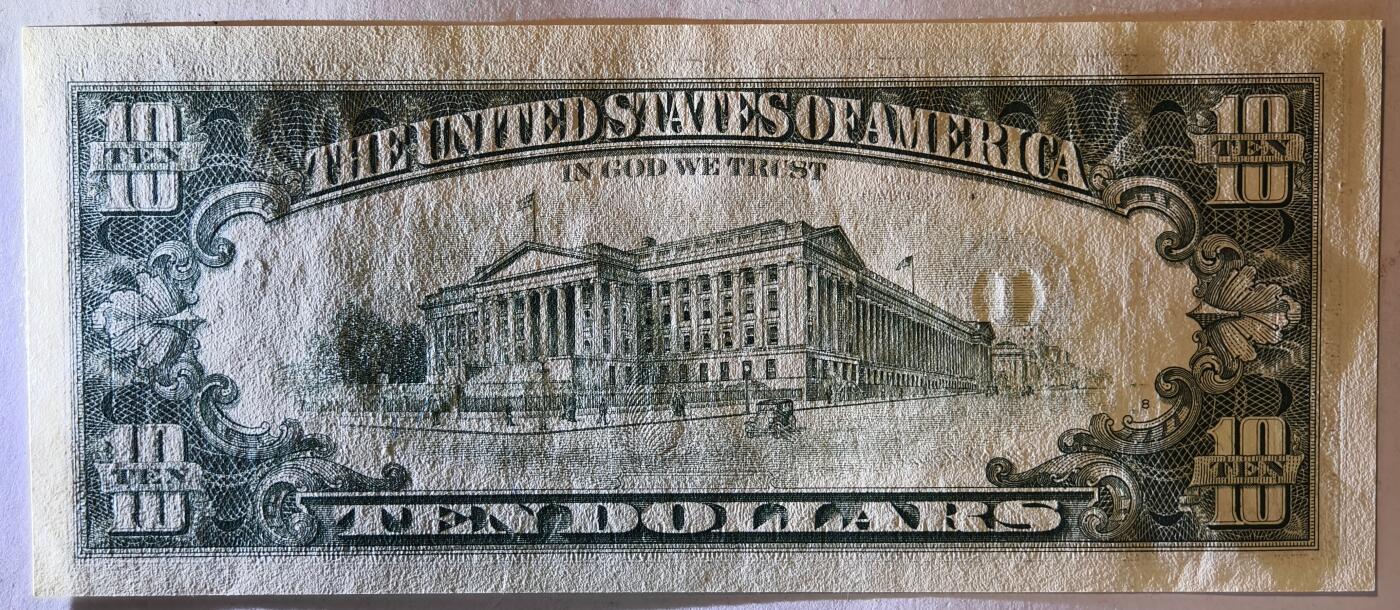 10 TEN 10
THE UNITED STATES OF AMERICA
10 TEN 10
IN GOD WE TRUST
8
10 TEN 10
TEN DOLLARS
10 TEN 10